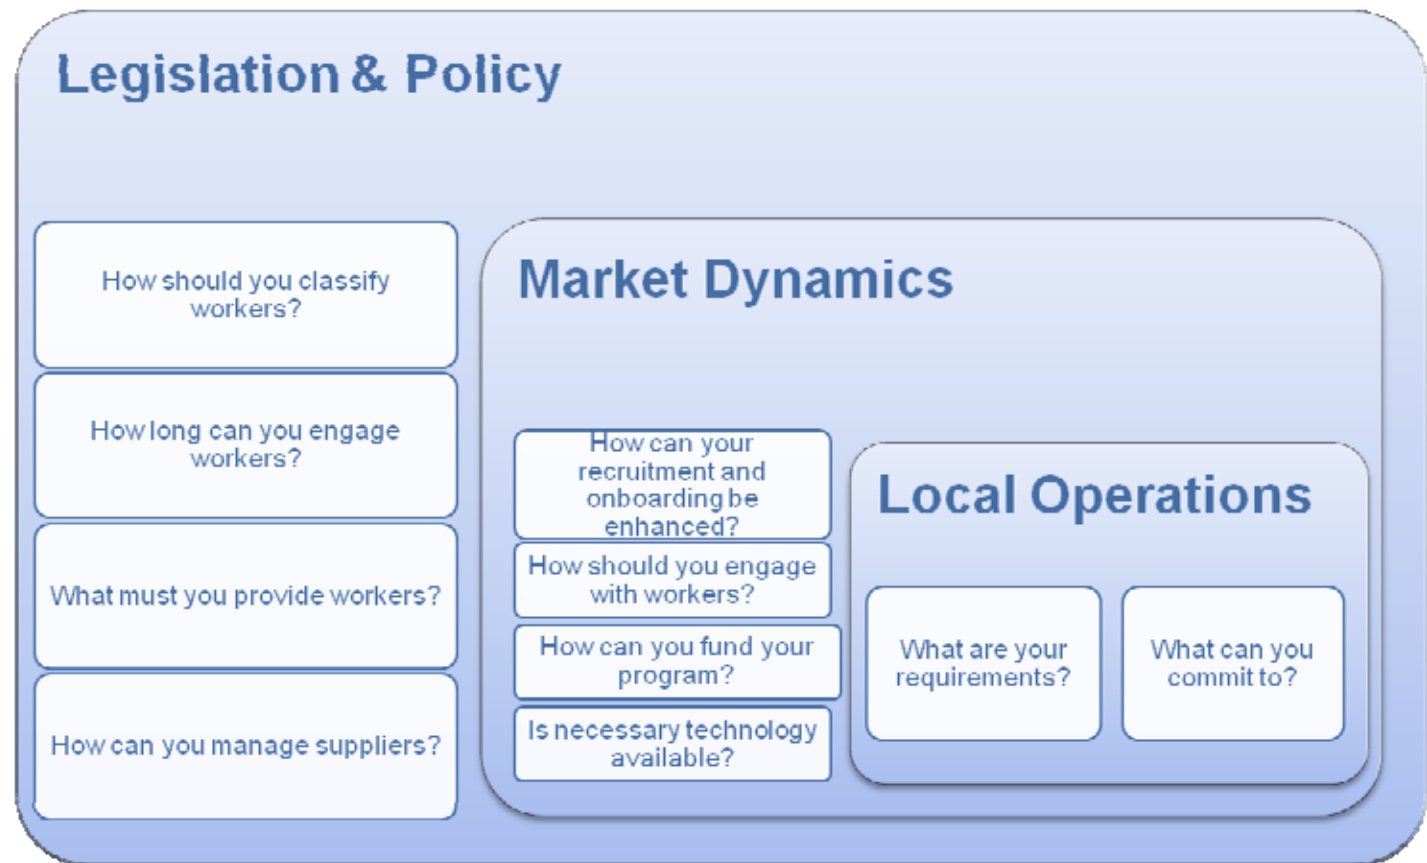 Legislation & Policy
How should you classify
workers?
How long can you engage
workers?
What must you provide workers?
How can you manage suppliers?
Market Dynamics
How can your
recruitment and
onboarding be
enhanced?
How should you engage
with workers?
How can you fund your
program?
Is necessary technology
available?
Local Operations
What are your
requirements?
What can you
commit to?